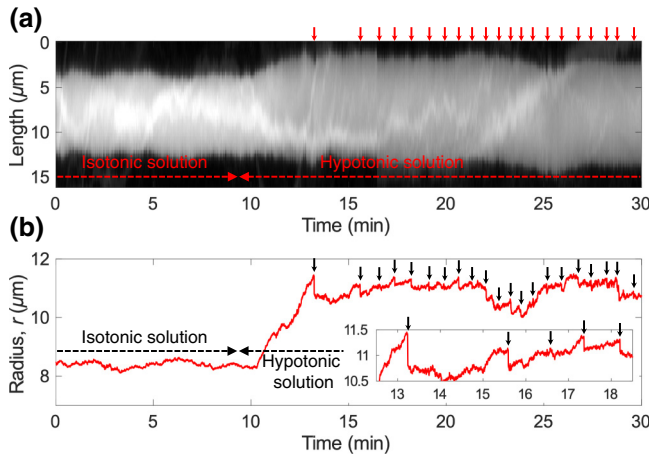 (a)
0
5
10
15
Length (μm)
Isotonic solution
Hypotonic solution
0 5 10 15 20 25 30
Time (min)
(b)
12
10
8
6
Radius, r (μm)
Isotonic solution
Hypotonic
solution
11.5
11
10.5
13 14 15 16 17 18
0 5 10 15 20 25 30
Time (min)